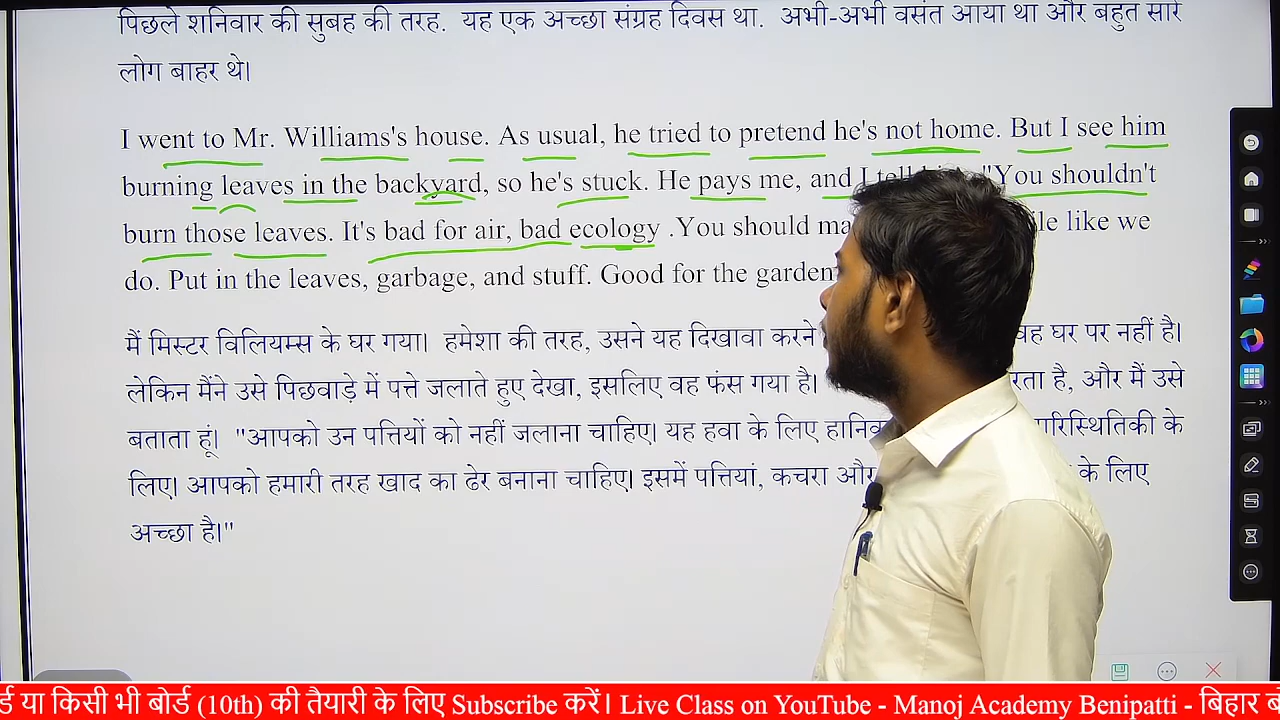 पिछले शनिवार की सुबह की तरह. यह एक अच्छा संग्रह दिवस था. अभी-अभी वसंत आया था और बहुत सारे
लोग बाहर थे।
I went to Mr. Williams's house. As usual, he tried to pretend he's not home. But I see him
burning leaves in the backyard, so he's stuck. He pays me, and I "You shouldn't
burn those leaves. It's bad for air, bad ecology .You should like we
do. Put in the leaves, garbage, and stuff. Good for the garden
मैं मिस्टर विलियम्स के घर गया। हमेशा की तरह, उसने यह दिखावा करने वह घर पर नहीं है।
लेकिन मैंने उसे पिछवाड़े में पत्ते जलाते हुए देखा, इसलिए वह फंस गया है। है, और मैं उसे
बताता हूं। "आपको उन पत्तियों को नहीं जलाना चाहिए। यह हवा के लिए के
लिए। आपको हमारी तरह खाद का ढेर बनाना चाहिए। इसमें पत्तियां, कचरा और के लिए
अच्छा है।"
या किसी भी बोर्ड (10th) की तैयारी के लिए Subscribe करें। Live Class on YouTube - Manoj Academy Benipatti - बिहार